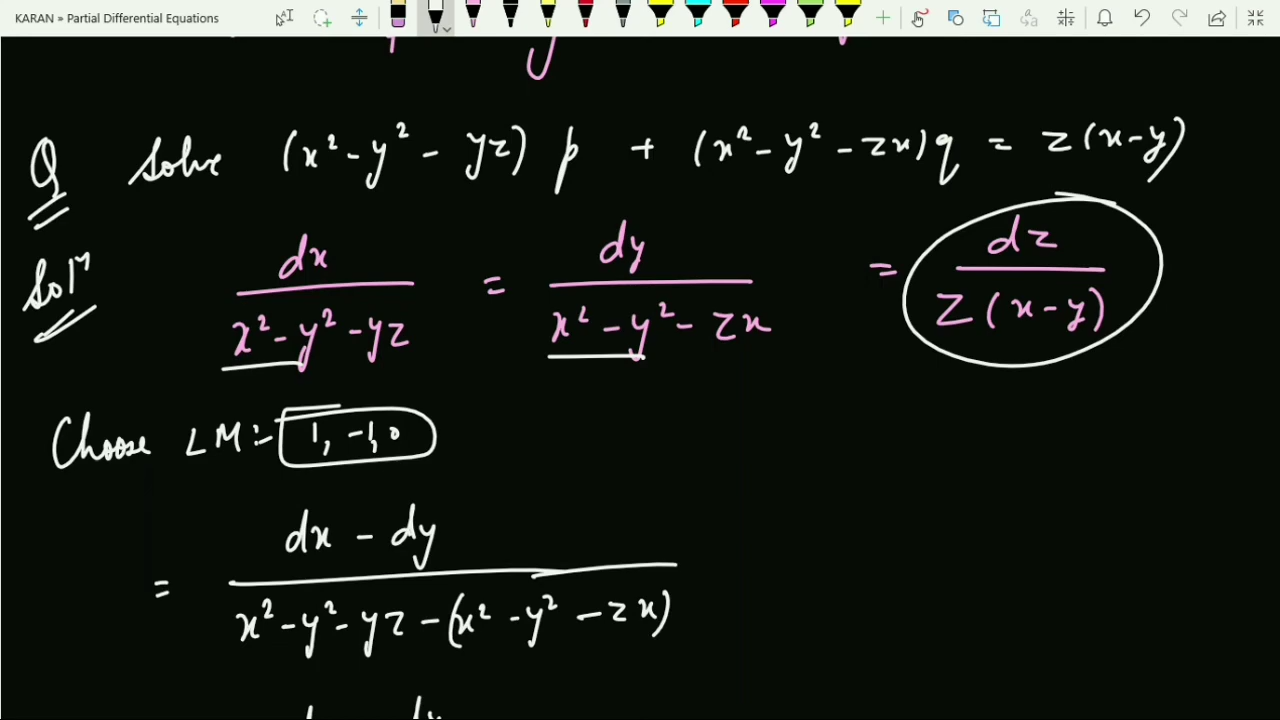 KARAN » Partial Differential Equations
Q Solve (x² - y² - yz) p + (x² - y² - zx) q = z(x-y)
Solⁿ dx / (x² - y² - yz) = dy / (x² - y² - zx) = dz / (z(x-y))
Choose LM:- 1, -1, 0
= (dx - dy) / (x² - y² - yz - (x² - y² - zx))